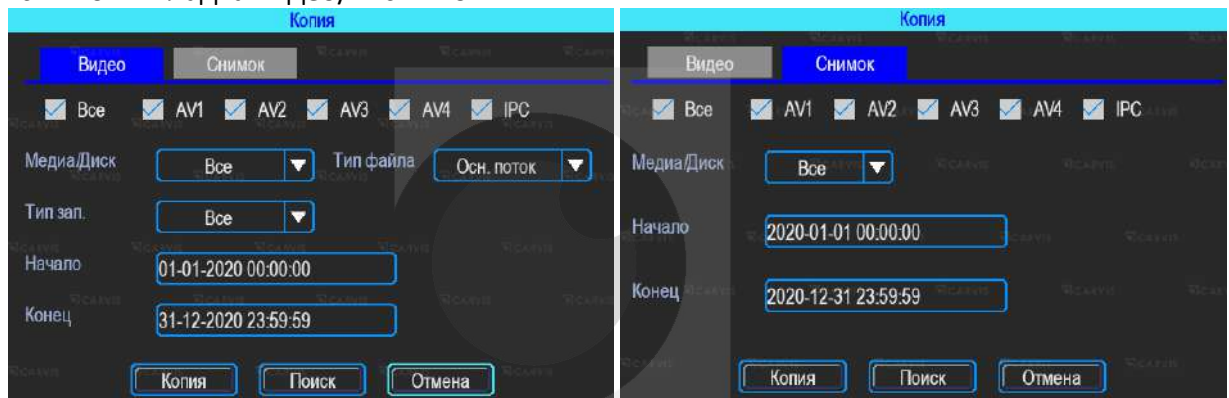 Копия
Видео Снимок
Все AV1 AV2 AV3 AV4 IPC
Медиа/Диск Все Тип файла Осн. поток
Тип зап. Все
Начало 01-01-2020 00:00:00
Конец 31-12-2020 23:59:59
Копия Поиск Отмена
Копия
Видео Снимок
Все AV1 AV2 AV3 AV4 IPC
Медиа/Диск Все
Начало 2020-01-01 00:00:00
Конец 2020-12-31 23:59:59
Копия Поиск Отмена